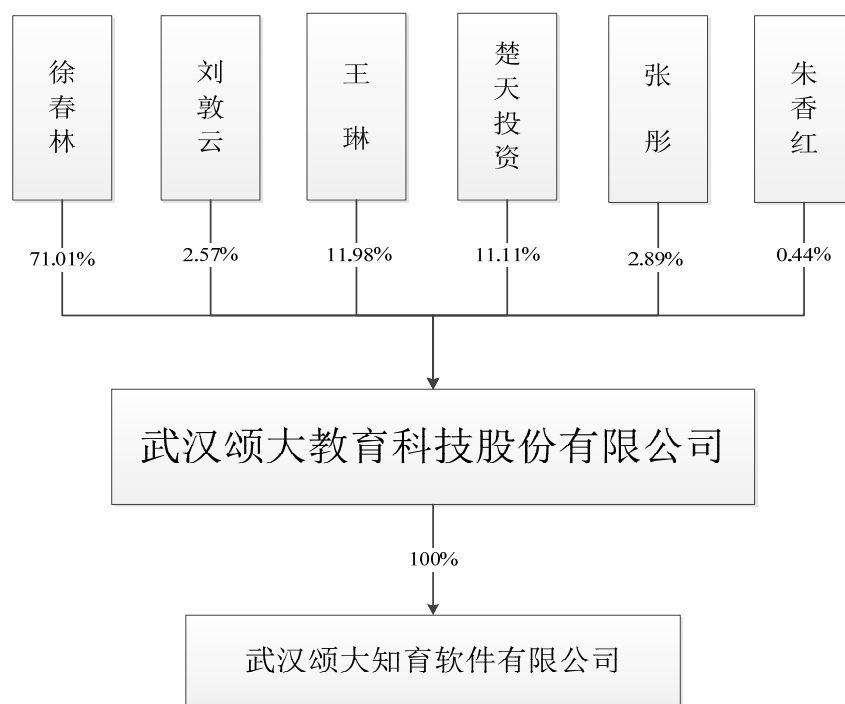 徐春林
刘敦云
王琳
楚天投资
张彤
朱香红
71.01%
2.57%
11.98%
11.11%
2.89%
0.44%
武汉颂大教育科技股份有限公司
100%
武汉颂大知育软件有限公司